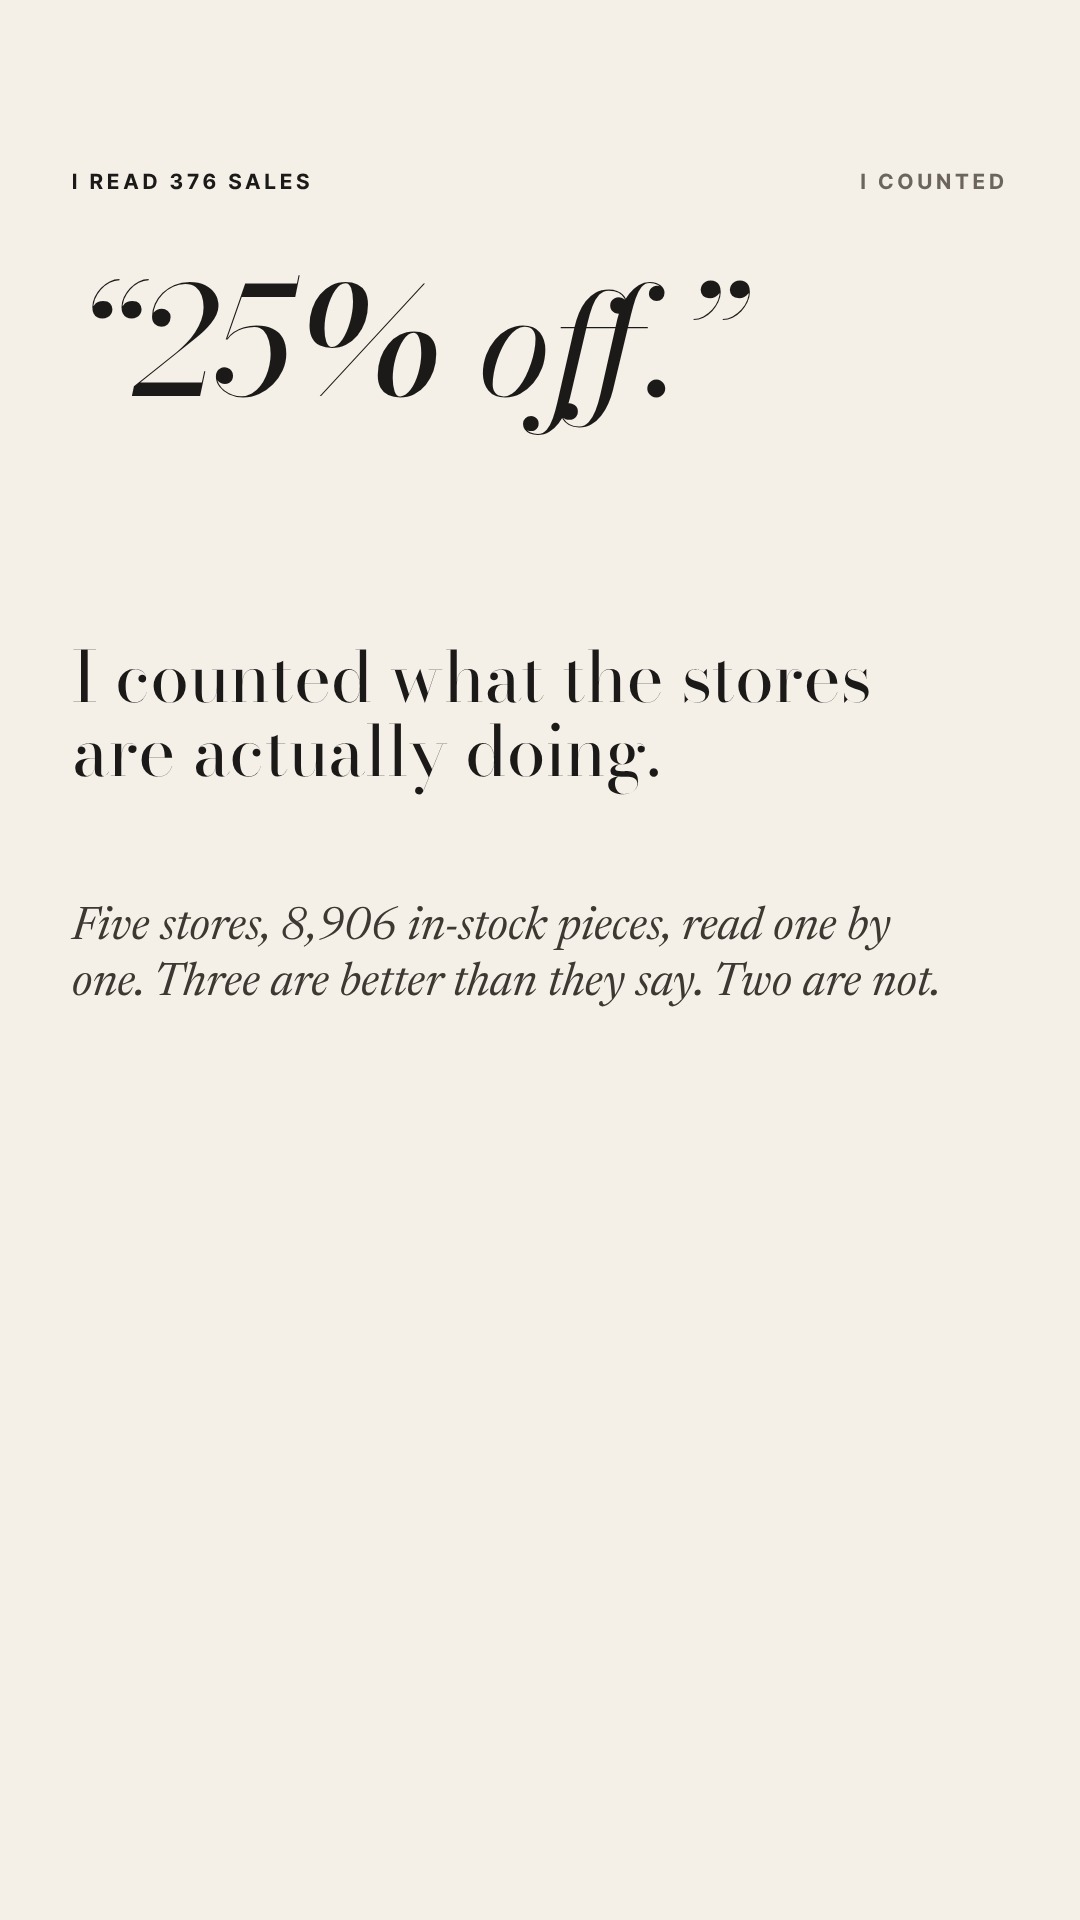 I READ 376 SALES
I COUNTED
“25% off.”
I counted what the stores
are actually doing.
Five stores, 8,906 in-stock pieces, read one by
one. Three are better than they say. Two are not.